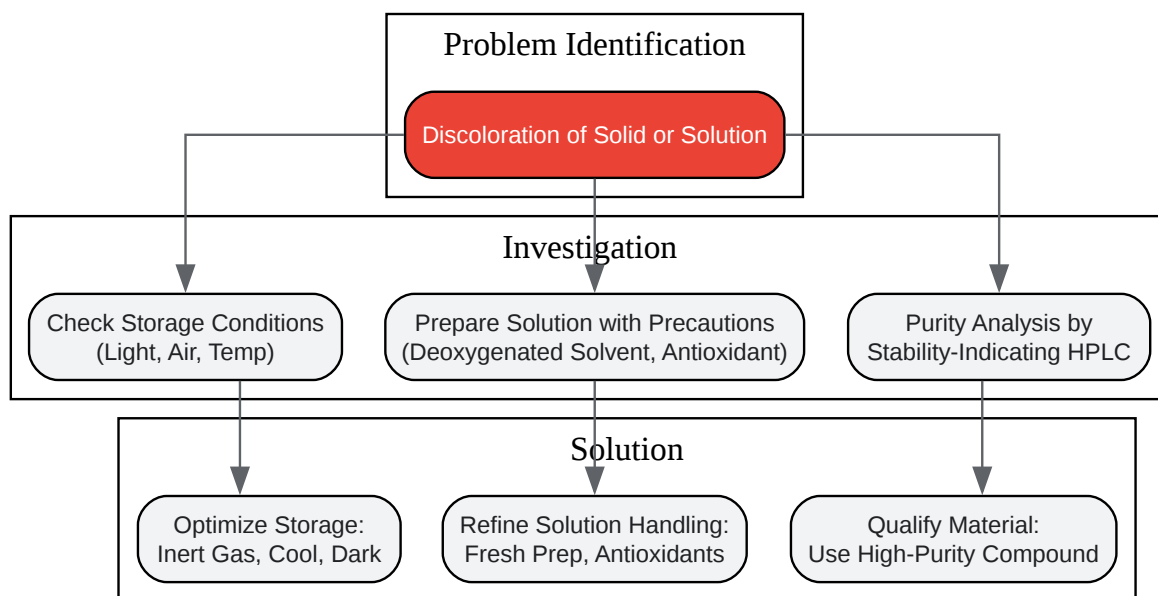 Problem Identification
Discoloration of Solid or Solution
Investigation
Check Storage Conditions
(Light, Air, Temp)
Prepare Solution with Precautions
(Deoxygenated Solvent, Antioxidant)
Purity Analysis by
Stability-Indicating HPLC
Solution
Optimize Storage:
Inert Gas, Cool, Dark
Refine Solution Handling:
Fresh Prep, Antioxidants
Qualify Material:
Use High-Purity Compound